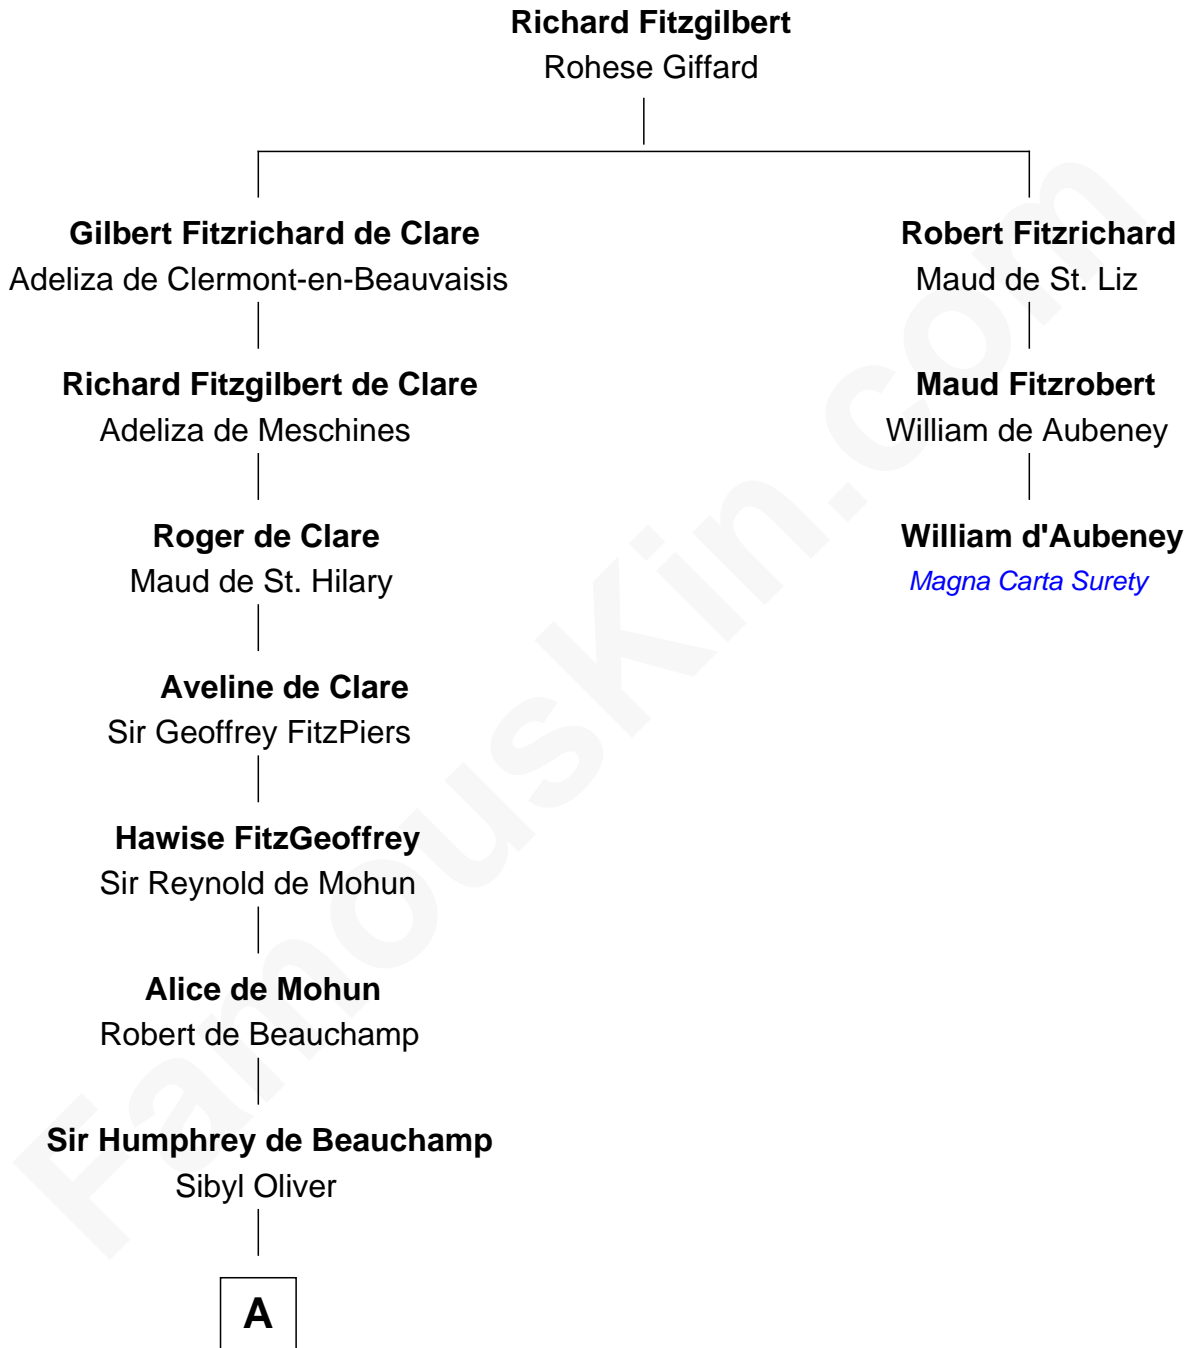 Richard Fitzgilbert
Rohese Giffard
Gilbert Fitzrichard de Clare
Adeliza de Clermont-en-Beauvaisis
Robert Fitzrichard
Maud de St. Liz
Richard Fitzgilbert de Clare
Adeliza de Meschines
Maud Fitzrobert
William de Aubeney
Roger de Clare
Maud de St. Hilary
William d'Aubeney
Magna Carta Surety
Aveline de Clare
Sir Geoffrey FitzPiers
Hawise FitzGeoffrey
Sir Reynold de Mohun
Alice de Mohun
Robert de Beauchamp
Sir Humphrey de Beauchamp
Sibyl Oliver
A
FamousKin.com